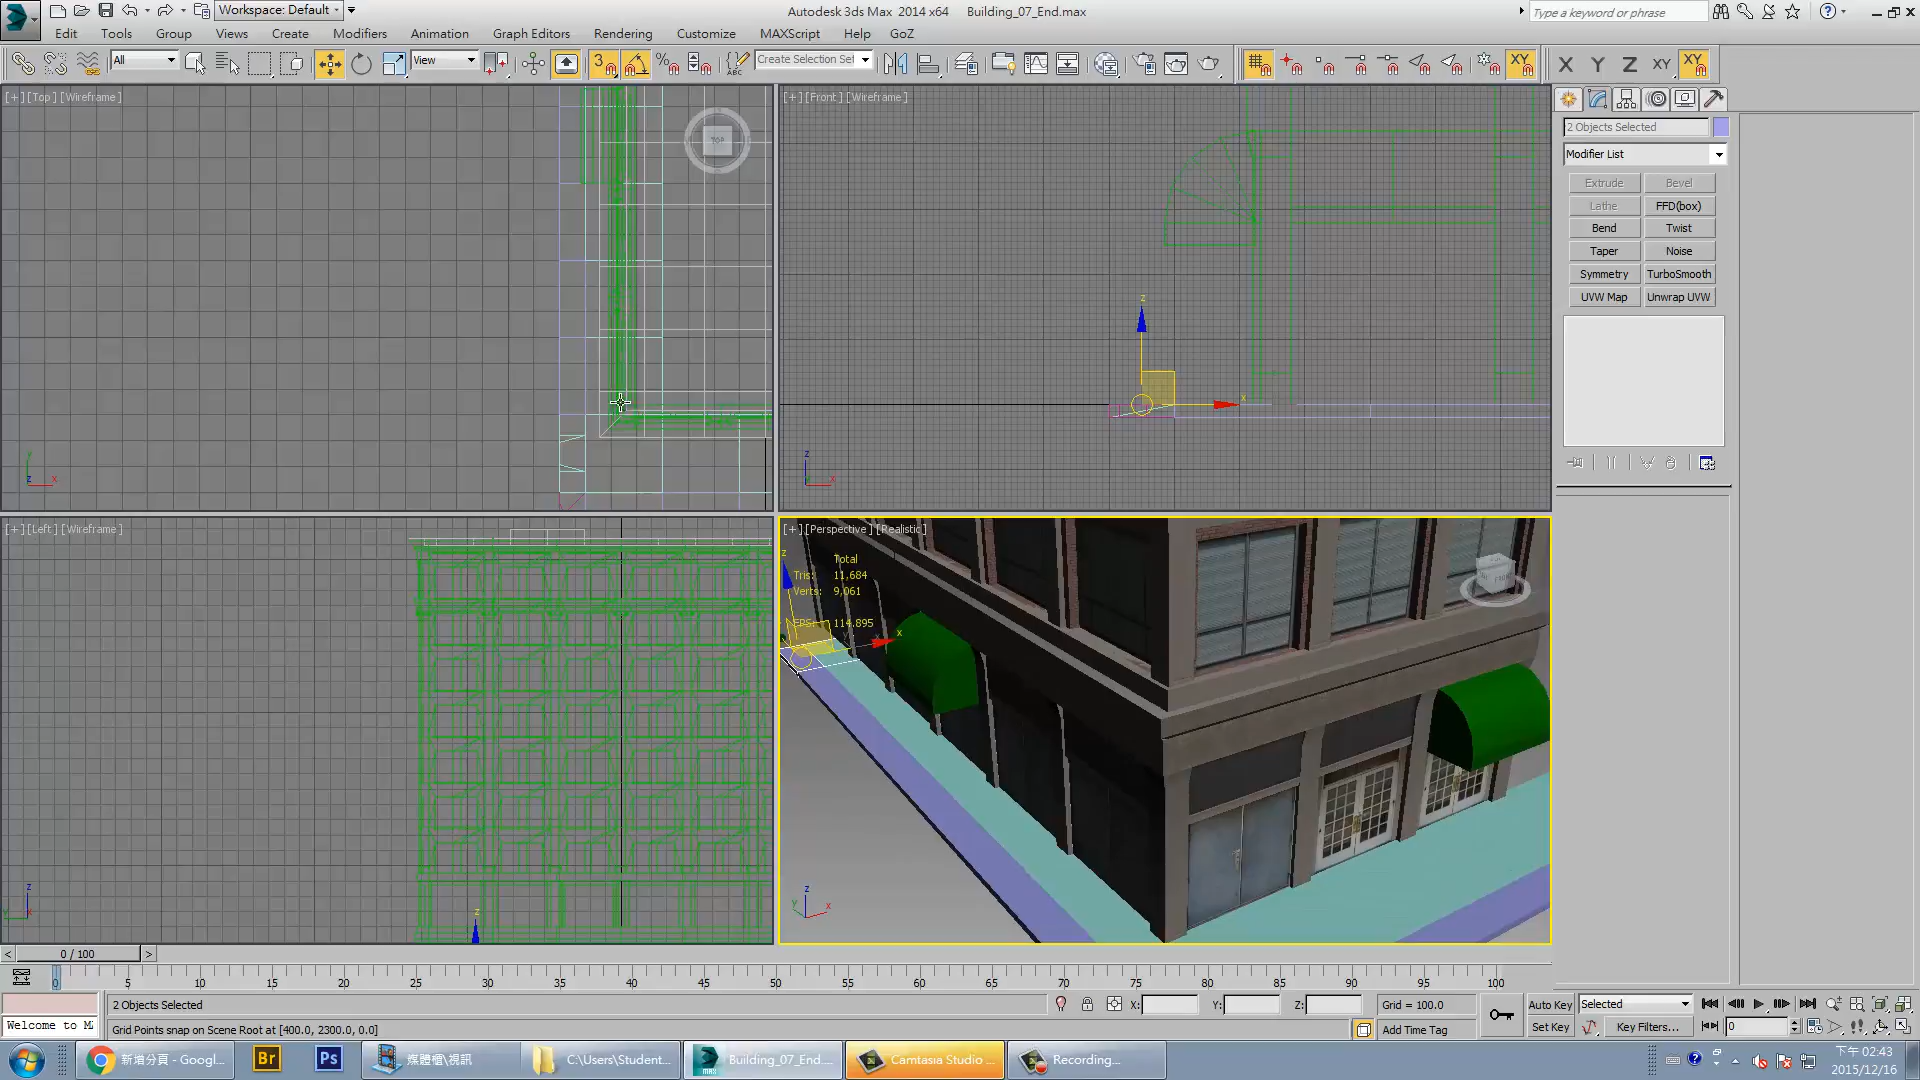 Workspace: Default
Autodesk 3ds Max 2014 x64 Building_07_End.max
Type a keyword or phrase
Edit Tools Group Views Create Modifiers Animation Graph Editors Rendering Customize MAXScript Help GoZ
All
View
3
ABC
Create Selection Set
XY
X Y Z XY XY
[+][Top][Wireframe]
TOP
[+][Front][Wireframe]
z
x
[+][Left][Wireframe]
[+][Perspective][Realistic]
Total
Tris: 11,684
Verts: 9,061
FPS: 114.895
2 Objects Selected
Modifier List
Extrude Bevel
Lathe FFD(box)
Bend Twist
Taper Noise
Symmetry TurboSmooth
UVW Map Unwrap UVW
< 0 / 100 >
0 5 10 15 20 25 30 35 40 45 50 55 60 65 70 75 80 85 90 95 100
2 Objects Selected
X: Y: Z:
Grid = 100.0
Auto Key Selected
Welcome to M
Grid Points snap on Scene Root at [400.0, 2300.0, 0.0]
Add Time Tag
Set Key Key Filters...
0
新增分頁 - Googl...
Br
Ps
媒體櫃\視訊
C:\Users\Student...
Building_07_End....
Camtasia Studio ...
Recording...
下午 02:43
2015/12/16